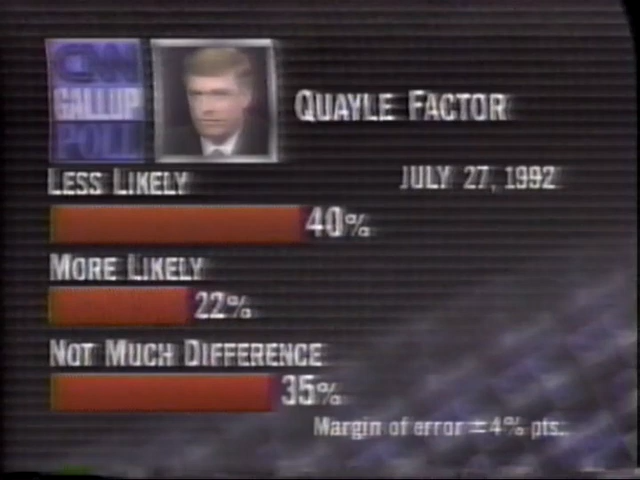 CNN
GALLUP
POLL
QUAYLE FACTOR
JULY 27, 1992
LESS LIKELY
40%
MORE LIKELY
22%
NOT MUCH DIFFERENCE
35%
Margin of error ±4% pts.